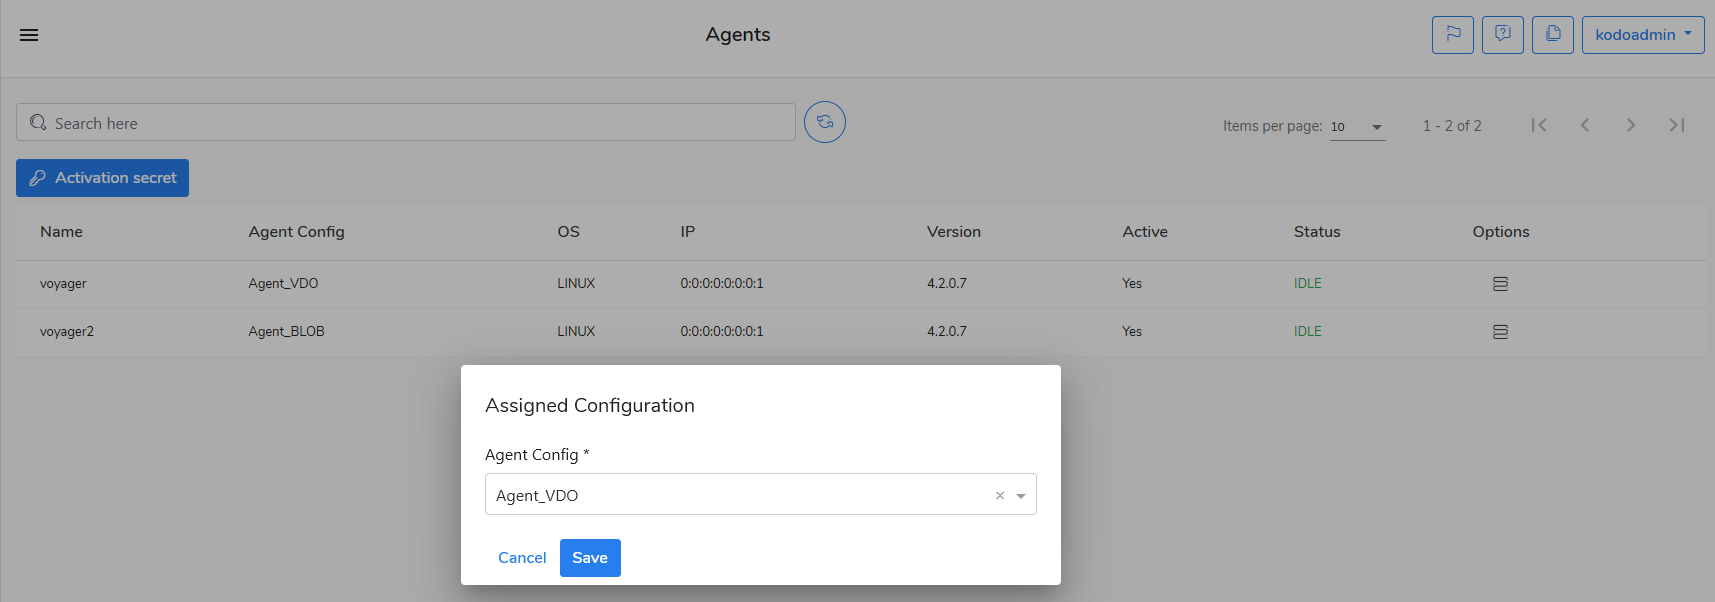 Agents
kodoadmin
Search here
Items per page: 10
1 - 2 of 2
Activation secret
Name Agent Config OS IP Version Active Status Options
voyager Agent_VDO LINUX 0:0:0:0:0:0:0:1 4.2.0.7 Yes IDLE
voyager2 Agent_BLOB LINUX 0:0:0:0:0:0:0:1 4.2.0.7 Yes IDLE
Assigned Configuration
Agent Config *
Agent_VDO
Cancel Save